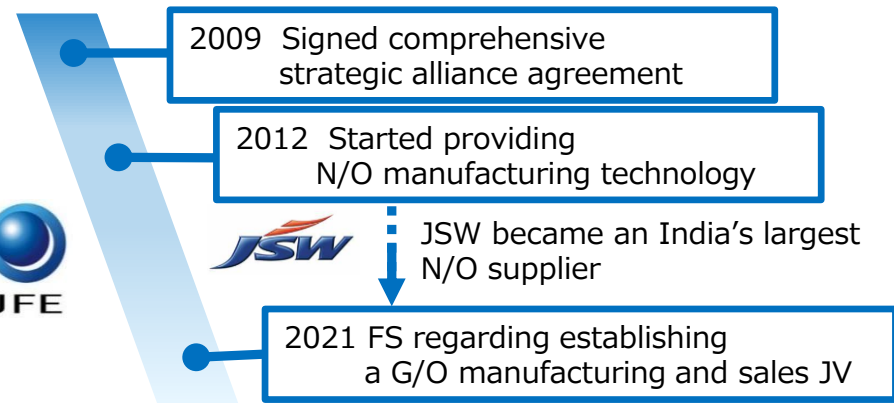 2009 Signed comprehensive
strategic alliance agreement
2012 Started providing
N/O manufacturing technology
JSW
JSW became an India's largest
N/O supplier
JFE
2021 FS regarding establishing
a G/O manufacturing and sales JV